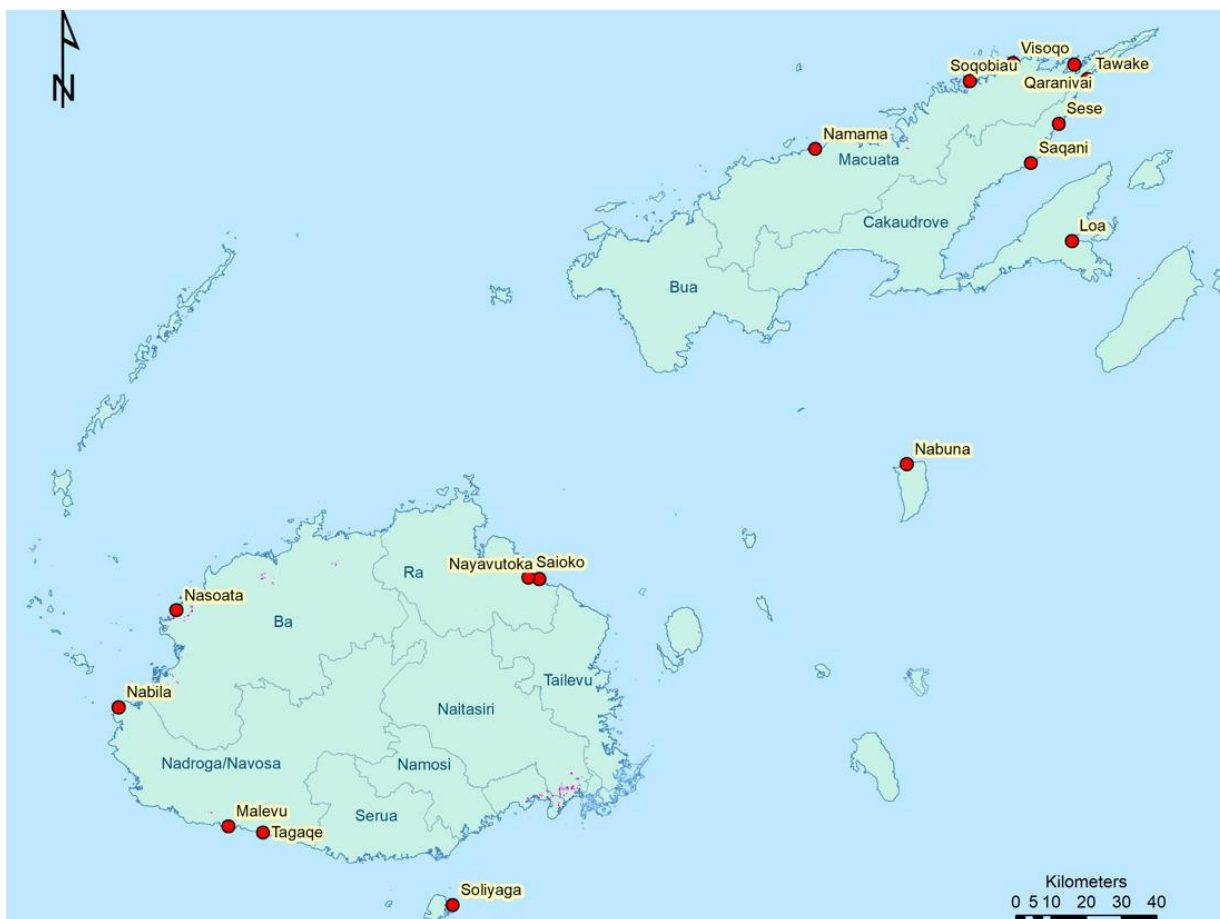 N
Visoqo
Soqobiau
Tawake
Qaranivai
Sese
Namama
Macuata
Saqani
Cakaudrove
Loa
Bua
Nabuna
Nayavutoka
Saioko
Ra
Nasoata
Ba
Tailevu
Nabila
Naitasiri
Nadroga/Navosa
Namosi
Malevu
Serua
Tagaqe
Soliyaga
Kilometers
0 5 10 20 30 40